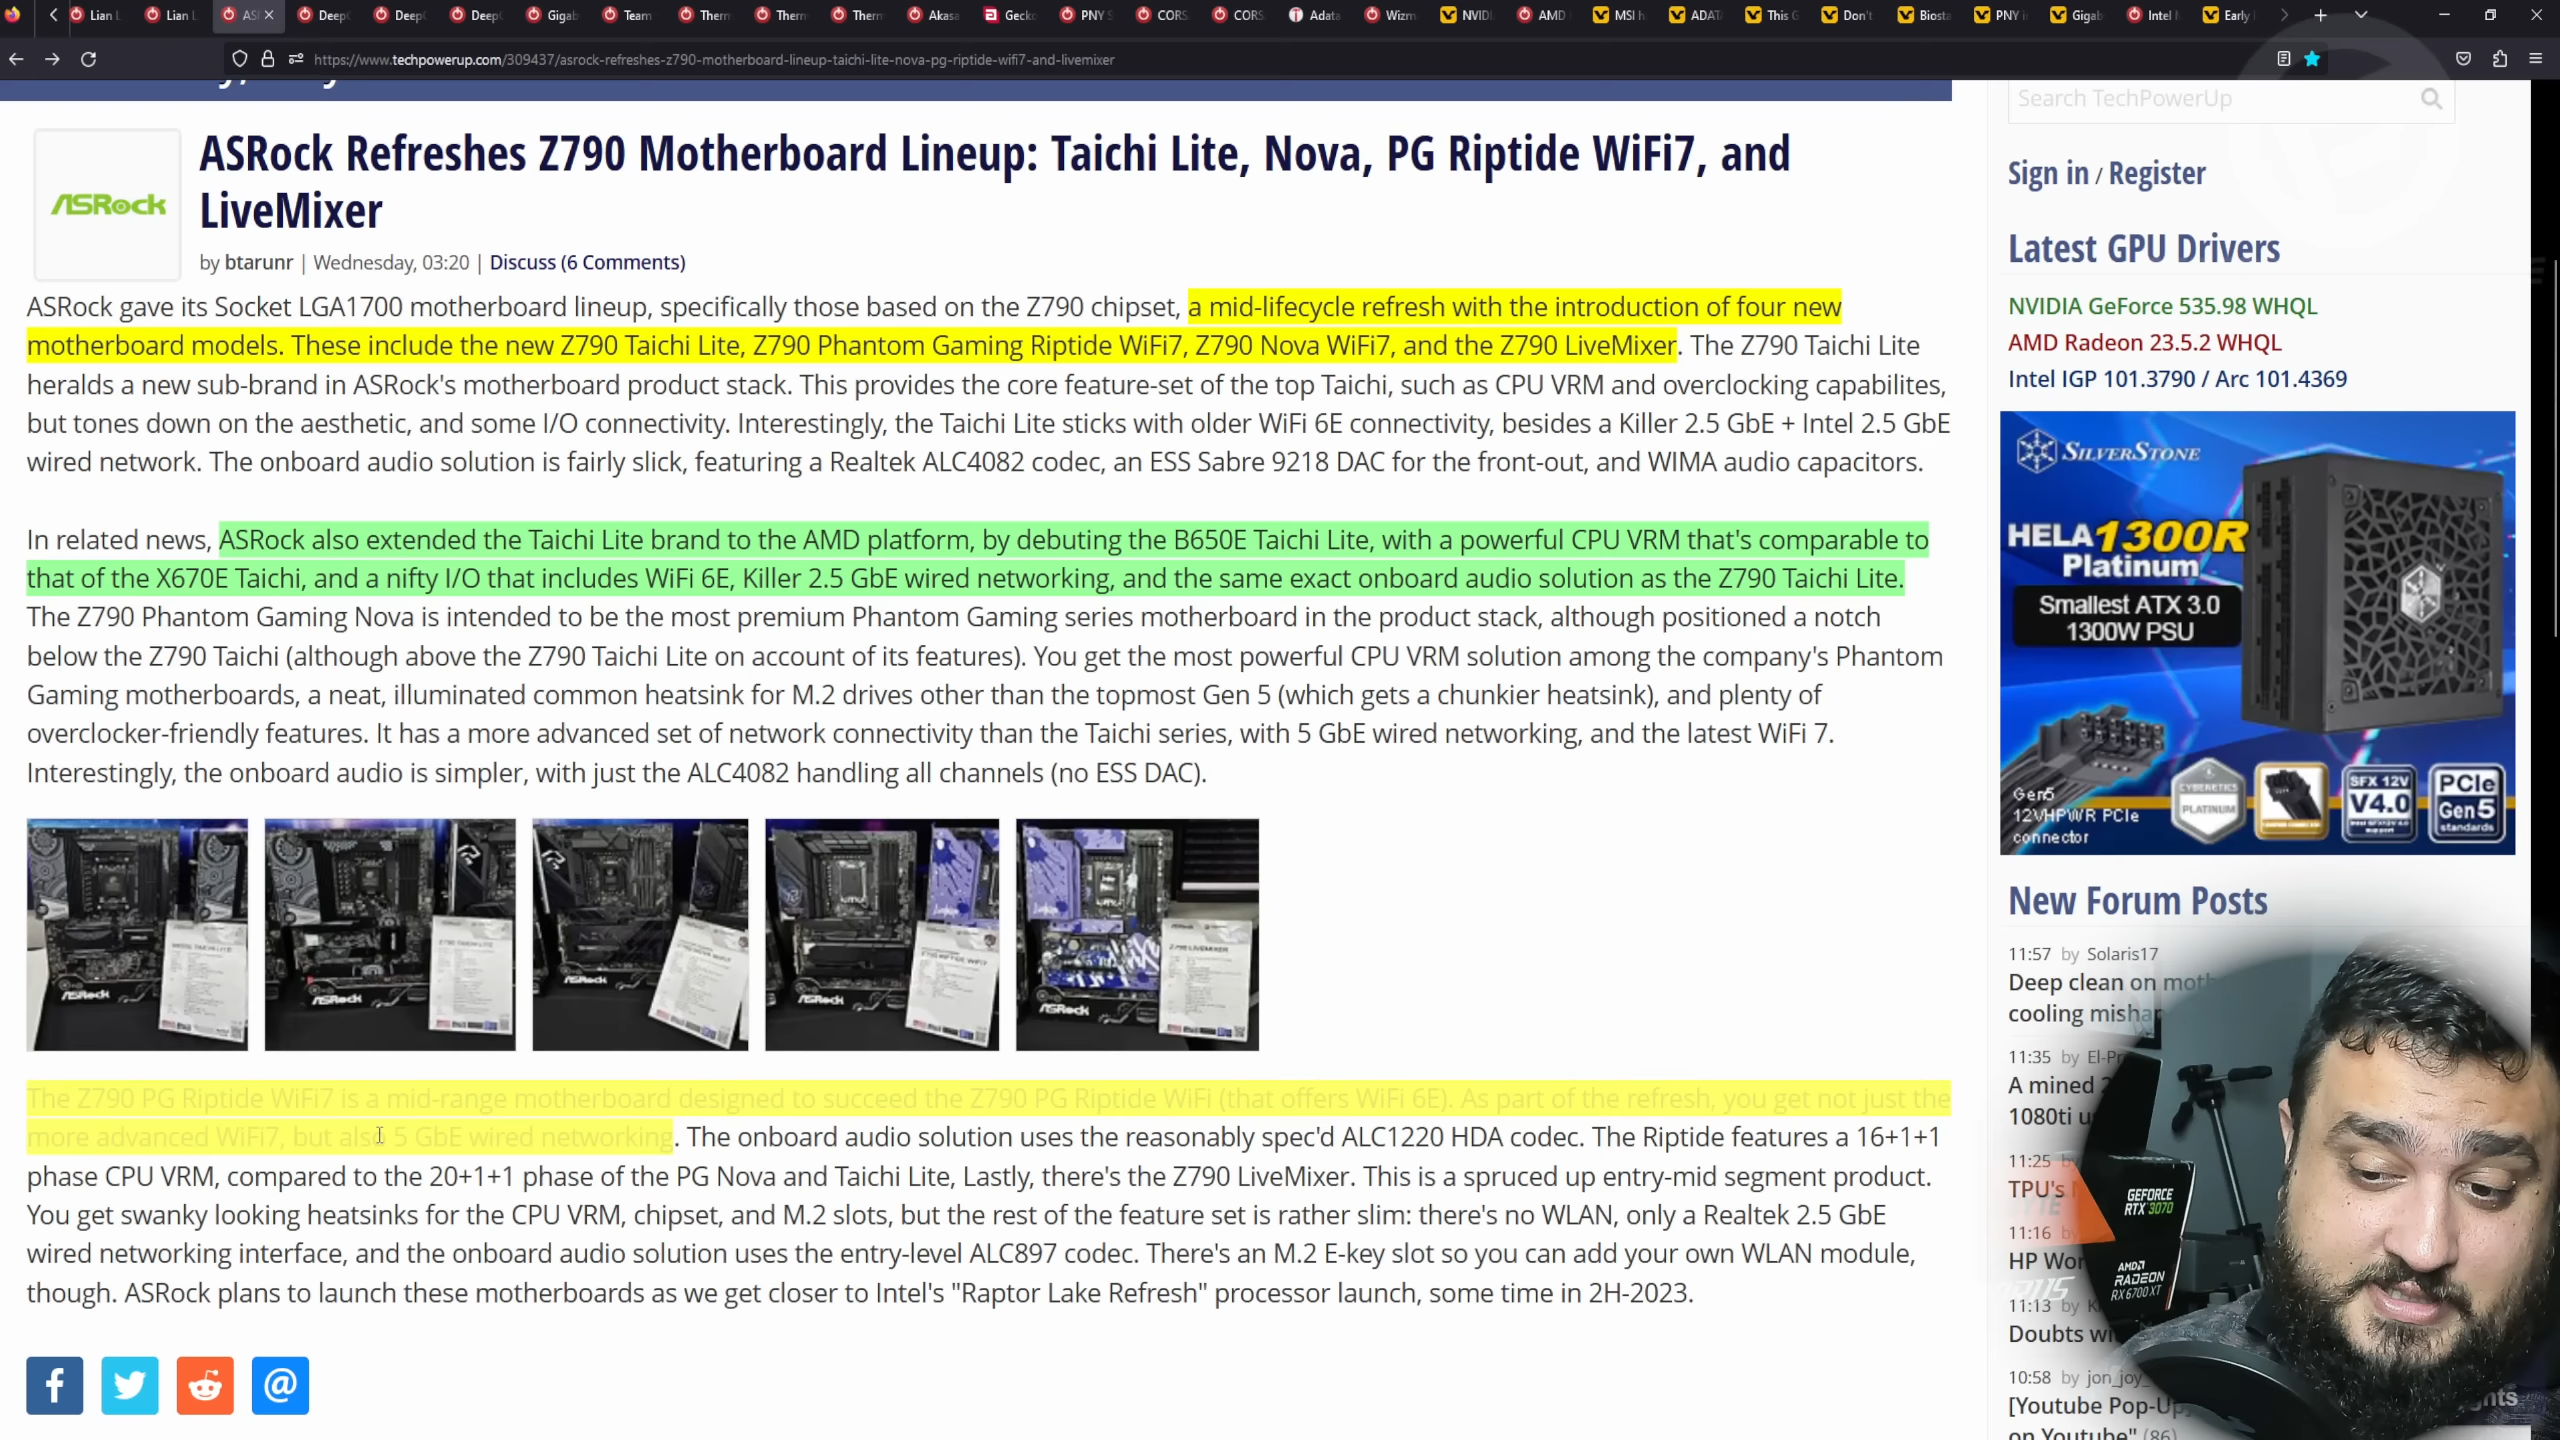 Lian L
Lian L
AS
DeepC
DeepC
DeepC
Gigab
Team
Therm
Therm
Therm
Akasa
Gecko
PNY S
CORS
CORS
Adata
Wizm
NVIDI
AMD
MSI h
ADAT
This G
Don't
Biosta
PNY i
Gigab
Intel
Early
https://www.techpowerup.com/309437/asrock-refreshes-z790-motherboard-lineup-taichi-lite-nova-pg-riptide-wifi7-and-livemixer
ASRock
ASRock Refreshes Z790 Motherboard Lineup: Taichi Lite, Nova, PG Riptide WiFi7, and
LiveMixer
by btarunr | Wednesday, 03:20 | Discuss (6 Comments)
ASRock gave its Socket LGA1700 motherboard lineup, specifically those based on the Z790 chipset, a mid-lifecycle refresh with the introduction of four new
motherboard models. These include the new Z790 Taichi Lite, Z790 Phantom Gaming Riptide WiFi7, Z790 Nova WiFi7, and the Z790 LiveMixer. The Z790 Taichi Lite
heralds a new sub-brand in ASRock's motherboard product stack. This provides the core feature-set of the top Taichi, such as CPU VRM and overclocking capabilites,
but tones down on the aesthetic, and some I/O connectivity. Interestingly, the Taichi Lite sticks with older WiFi 6E connectivity, besides a Killer 2.5 GbE + Intel 2.5 GbE
wired network. The onboard audio solution is fairly slick, featuring a Realtek ALC4082 codec, an ESS Sabre 9218 DAC for the front-out, and WIMA audio capacitors.
In related news, ASRock also extended the Taichi Lite brand to the AMD platform, by debuting the B650E Taichi Lite, with a powerful CPU VRM that's comparable to
that of the X670E Taichi, and a nifty I/O that includes WiFi 6E, Killer 2.5 GbE wired networking, and the same exact onboard audio solution as the Z790 Taichi Lite.
The Z790 Phantom Gaming Nova is intended to be the most premium Phantom Gaming series motherboard in the product stack, although positioned a notch
below the Z790 Taichi (although above the Z790 Taichi Lite on account of its features). You get the most powerful CPU VRM solution among the company's Phantom
Gaming motherboards, a neat, illuminated common heatsink for M.2 drives other than the topmost Gen 5 (which gets a chunkier heatsink), and plenty of
overclocker-friendly features. It has a more advanced set of network connectivity than the Taichi series, with 5 GbE wired networking, and the latest WiFi 7.
Interestingly, the onboard audio is simpler, with just the ALC4082 handling all channels (no ESS DAC).
ASRock
ASRock
ASRock
ASRock
ASRock
Z790 LIVEMIXER
The Z790 PG Riptide WiFi7 is a mid-range motherboard designed to succeed the Z790 PG Riptide WiFi (that offers WiFi 6E). As part of the refresh, you get not just the
more advanced WiFi7, but also 5 GbE wired networking. The onboard audio solution uses the reasonably spec'd ALC1220 HDA codec. The Riptide features a 16+1+1
phase CPU VRM, compared to the 20+1+1 phase of the PG Nova and Taichi Lite, Lastly, there's the Z790 LiveMixer. This is a spruced up entry-mid segment product.
You get swanky looking heatsinks for the CPU VRM, chipset, and M.2 slots, but the rest of the feature set is rather slim: there's no WLAN, only a Realtek 2.5 GbE
wired networking interface, and the onboard audio solution uses the entry-level ALC897 codec. There's an M.2 E-key slot so you can add your own WLAN module,
though. ASRock plans to launch these motherboards as we get closer to Intel's "Raptor Lake Refresh" processor launch, some time in 2H-2023.
Search TechPowerUp
Sign in / Register
Latest GPU Drivers
NVIDIA GeForce 535.98 WHQL
AMD Radeon 23.5.2 WHQL
Intel IGP 101.3790 / Arc 101.4369
SILVERSTONE
HELA 1300R
Platinum
Smallest ATX 3.0
1300W PSU
Gen5
12VHPWR PCIe
connector
CYBENETICS
PLATINUM
SFX 12V
V4.0
PCIe
Gen5
standards
New Forum Posts
11:57 by Solaris17
Deep clean on
cooling
11:35 by
A mined
1080ti
11:25
TPU's
11:16
HP
11:13 by
Doubts
10:58 by jon_joy_
[Youtube Pop-Up
on Youtube" (86)
GEFORCE
RTX 3070
AMD
RADEON
RX 6700 XT